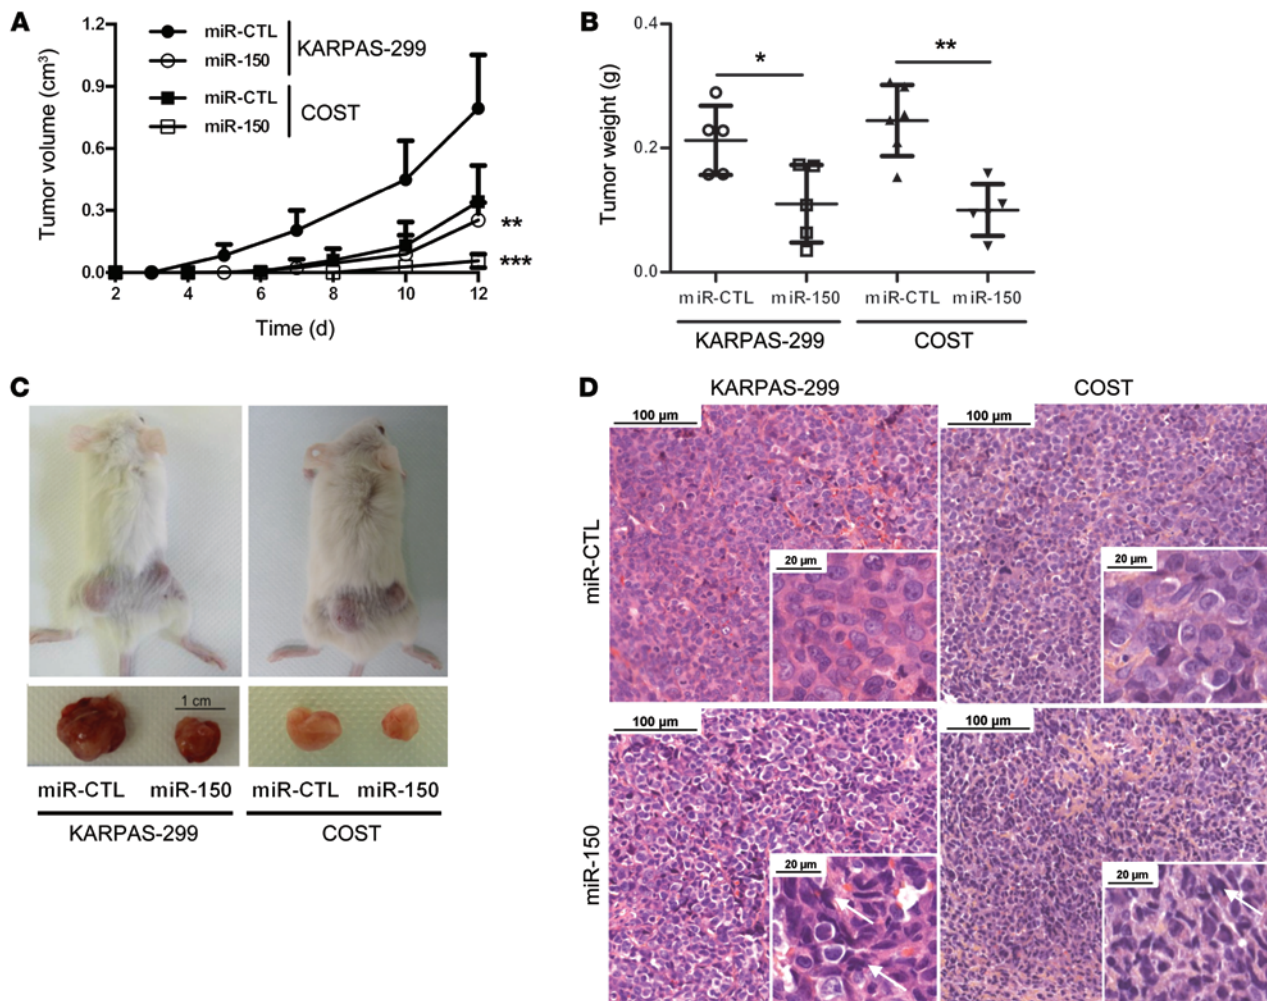 A
1.2
0.9
0.6
0.3
0.0
Tumor volume (cm³)
miR-CTL
miR-150
KARPAS-299
miR-CTL
miR-150
COST
**
***
2 4 6 8 10 12
Time (d)
B
0.4
0.2
0.0
Tumor weight (g)
*
**
miR-CTL miR-150 miR-CTL miR-150
KARPAS-299 COST
C
1 cm
miR-CTL miR-150 miR-CTL miR-150
KARPAS-299 COST
D
KARPAS-299 COST
miR-CTL
100 µm
20 µm
100 µm
20 µm
miR-150
100 µm
20 µm
100 µm
20 µm